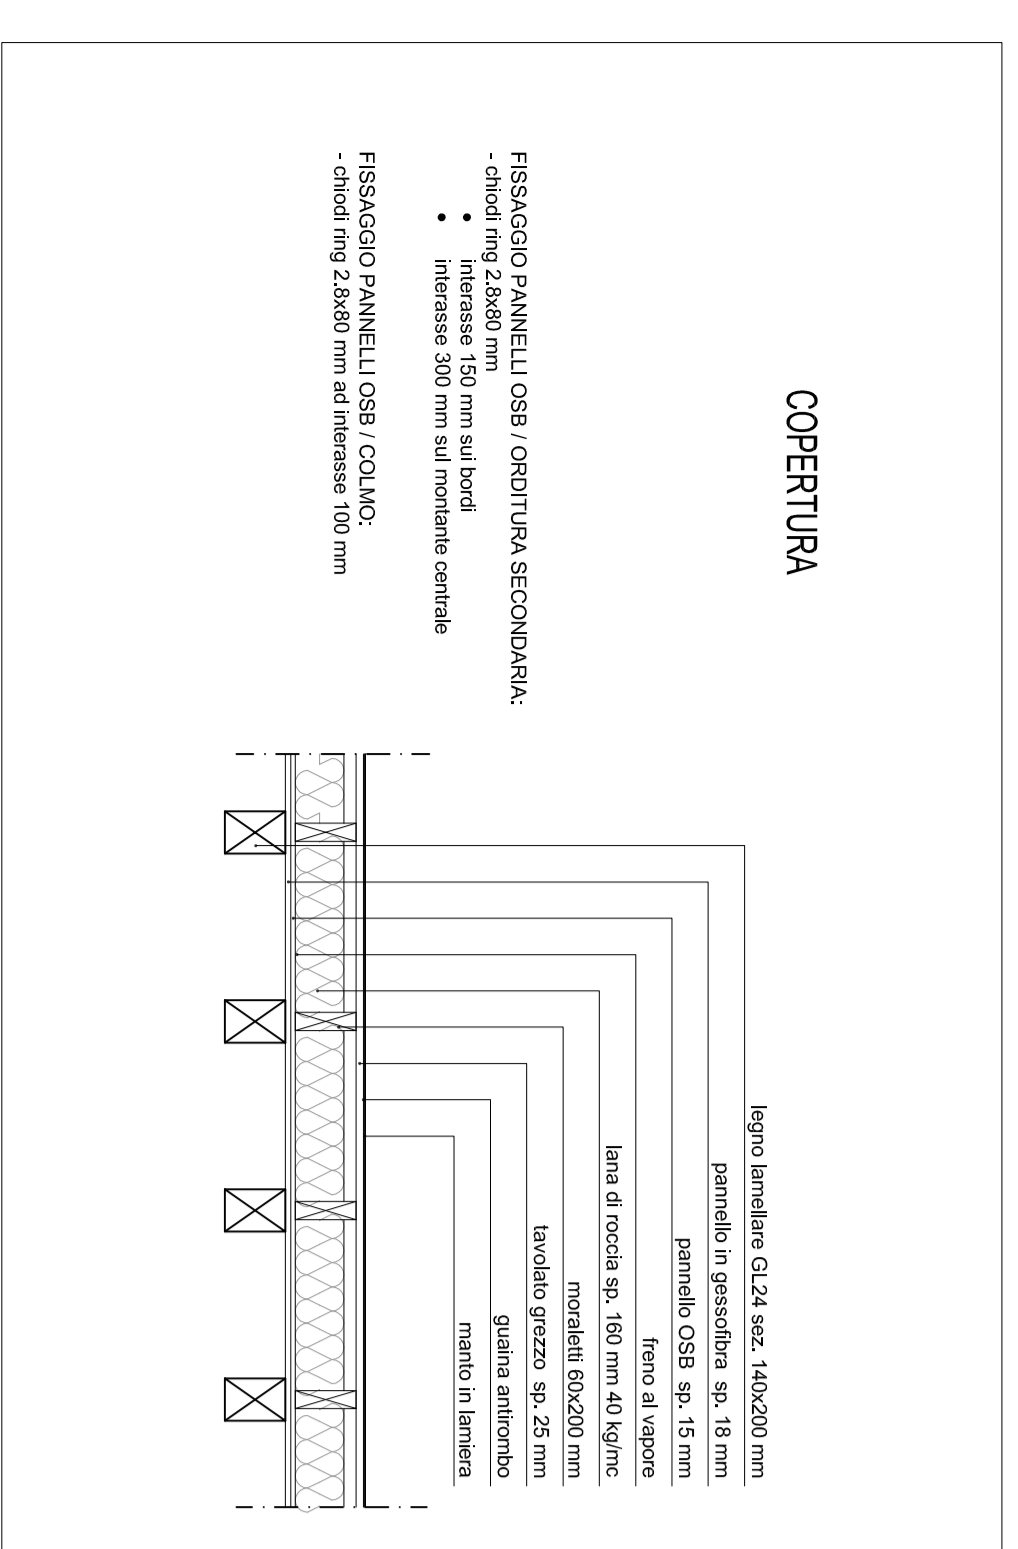 COPERTURA
FISSAGGIO PANNELLI OSB / ORDITURA SECONDARIA:
- chiodi ring 2.8x80 mm
• interasse 150 mm sui bordi
• interasse 300 mm sul montante centrale
FISSAGGIO PANNELLI OSB / COLMO:
- chiodi ring 2.8x80 mm ad interasse 100 mm
legno lamellare GL24 sez. 140x200 mm
pannello in gessofibra sp. 18 mm
pannello OSB sp. 15 mm
freno al vapore
lana di roccia sp. 160 mm 40 kg/mc
moraletti 60x200 mm
tavolato grezzo sp. 25 mm
guaina antirombo
manto in lamiera